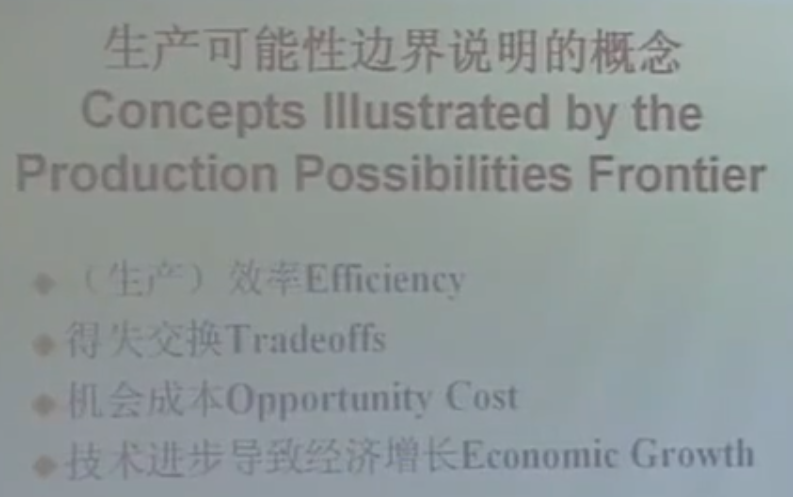 生产可能性边界说明的概念
Concepts Illustrated by the
Production Possibilities Frontier
（生产）效率Efficiency
得失交换Tradeoffs
机会成本Opportunity Cost
技术进步导致经济增长Economic Growth